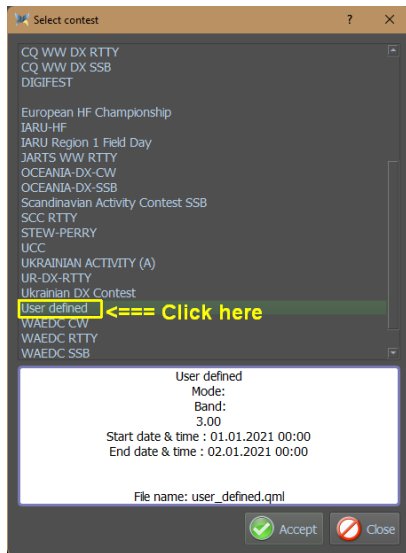 Select contest ? ×
CQ WW DX RTTY
CQ WW DX SSB
DIGIFEST
European HF Championship
IARU-HF
IARU Region 1 Field Day
JARTS WW RTTY
OCEANIA-DX-CW
OCEANIA-DX-SSB
Scandinavian Activity Contest SSB
SCC RTTY
STEW-PERRY
UCC
UKRAINIAN ACTIVITY (A)
UR-DX-RTTY
Ukrainian DX Contest
User defined <=== Click here
WAEDC CW
WAEDC RTTY
WAEDC SSB
User defined
Mode:
Band:
3.00
Start date & time : 01.01.2021 00:00
End date & time : 02.01.2021 00:00
File name: user_defined.qml
Accept Close